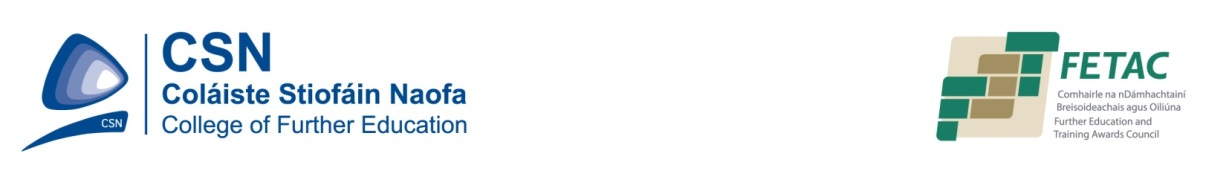 CSN
CSN
Coláiste Stiofáin Naofa
College of Further Education
FETAC
Comhairle na nDámhachtainí
Breisoideachais agus Oiliúna
Further Education and
Training Awards Council